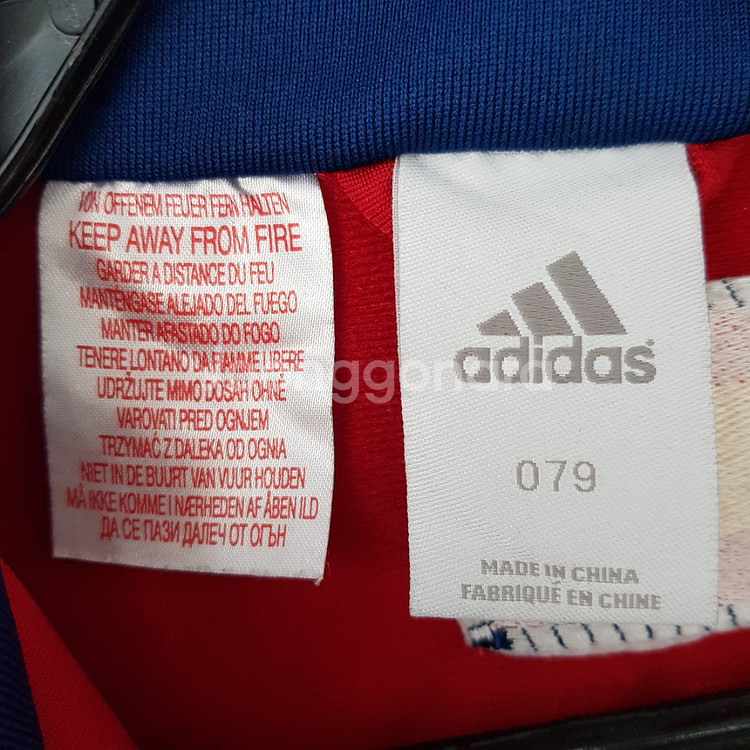 VON OFFENEM FEUER FERN HALTEN
KEEP AWAY FROM FIRE
GARDER A DISTANCE DU FEU
MANTÉNGASE ALEJADO DEL FUEGO
MANTER AFASTADO DO FOGO
TENERE LONTANO DA FIAMME LIBERE
UDRŽUJTE MIMO DOSAH OHNĚ
VAROVATI PRED OGNJEM
TRZYMAĆ Z DALEKA OD OGNIA
NIET IN DE BUURT VAN VUUR HOUDEN
MÅ IKKE KOMME I NÆRHEDEN AF ÅBEN ILD
ДА СЕ ПАЗИ ДАЛЕЧ ОТ ОГЪН
adidas
079
MADE IN CHINA
FABRIQUÉ EN CHINE